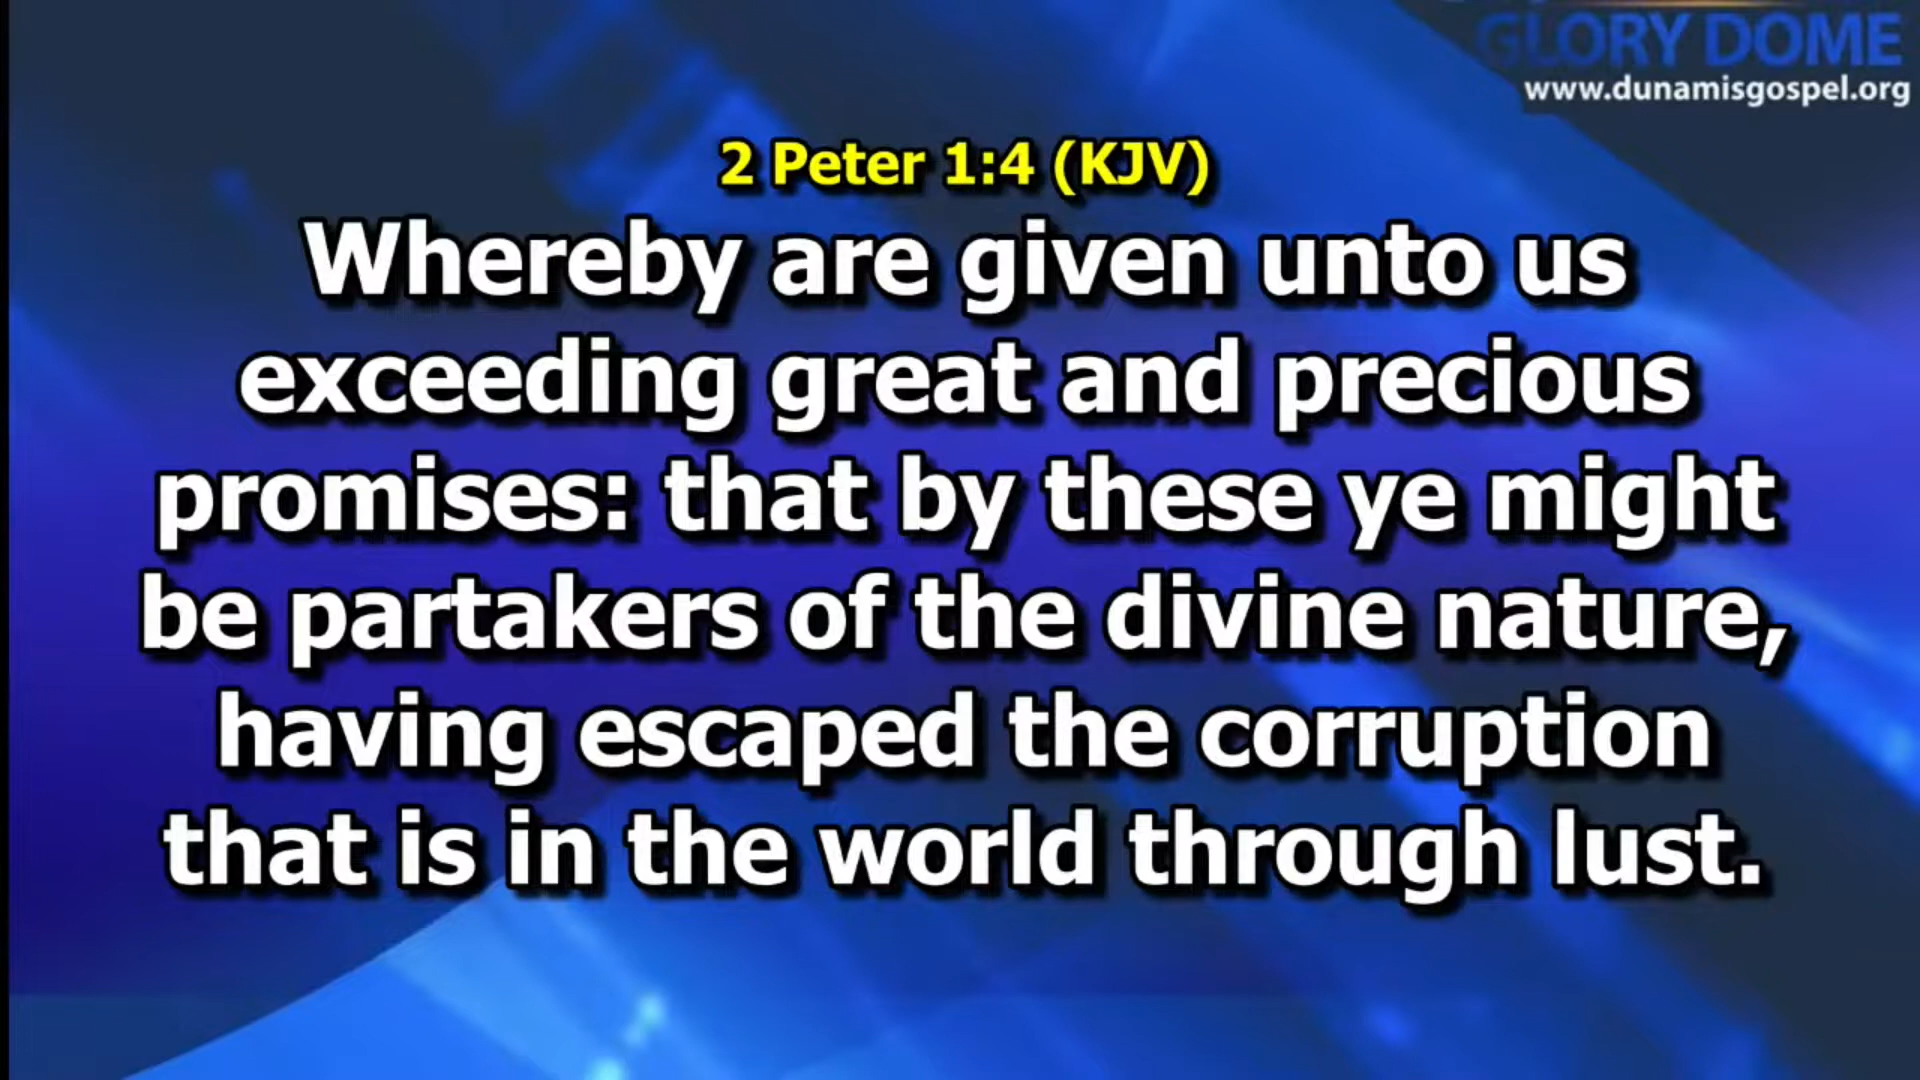 GLORY DOME
www.dunamisgospel.org
2 Peter 1:4 (KJV)
Whereby are given unto us
exceeding great and precious
promises: that by these ye might
be partakers of the divine nature,
having escaped the corruption
that is in the world through lust.